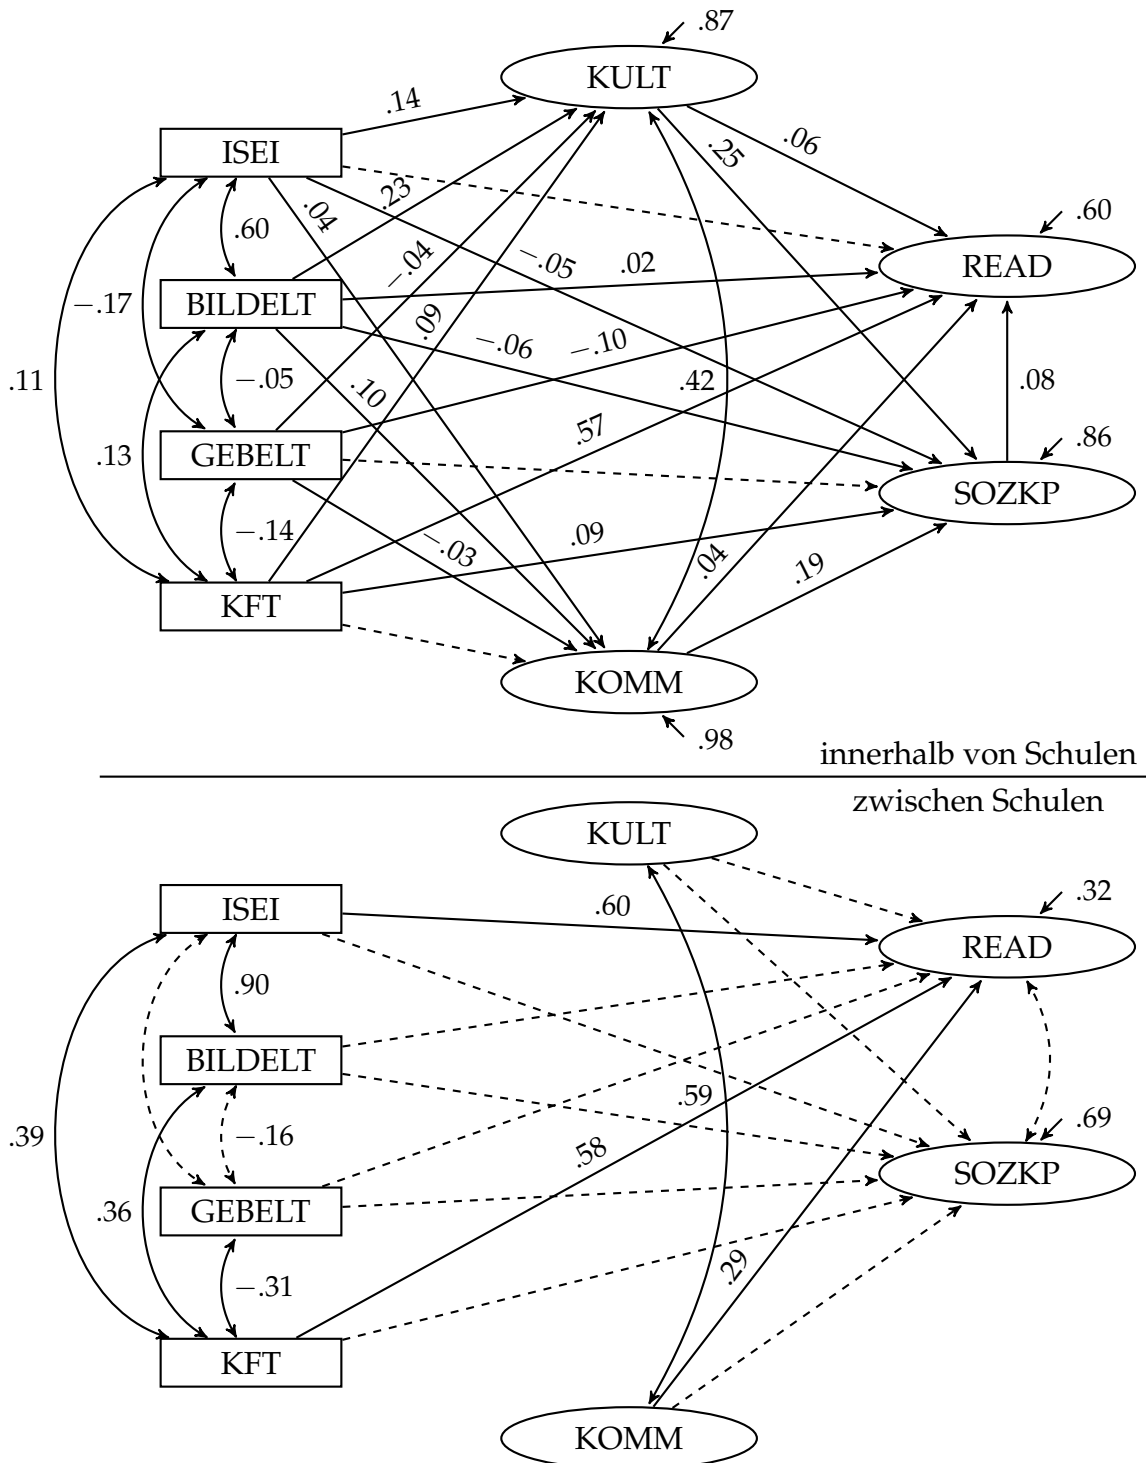 .87
KULT
.14
.06
ISEI
.25
.23
.04
.60
.60
−.04
−.05
.02
READ
−.17
BILDELT
.09
−.06
−.10
.11
−.05
.10
.42
.08
.57
.13
GEBELT
.86
SOZKP
−.14
−.03
.09
.04
.19
KFT
KOMM
.98
innerhalb von Schulen
zwischen Schulen
KULT
.32
ISEI
.60
READ
.90
BILDELT
.59
.39
−.16
.69
.58
SOZKP
.36
GEBELT
.29
−.31
KFT
KOMM